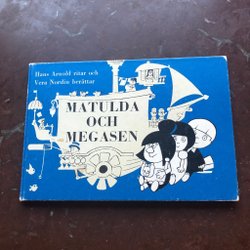 Hans Arnold ritar och
Vera Nordin berättar
MATULDA
OCH
MEGASEN